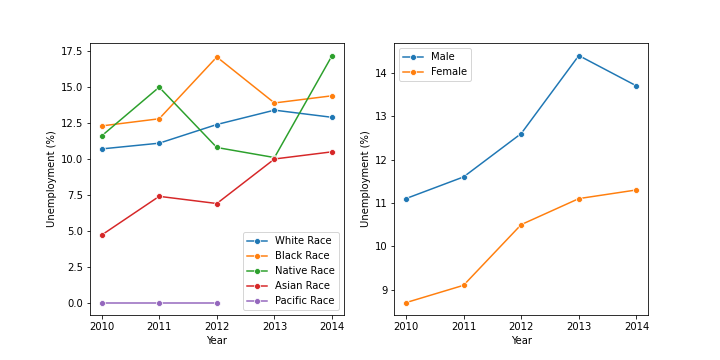 17.5
15.0
12.5
10.0
7.5
5.0
2.5
0.0
Unemployment (%)
2010 2011 2012 2013 2014
Year
White Race
Black Race
Native Race
Asian Race
Pacific Race
14
13
12
11
10
9
Unemployment (%)
2010 2011 2012 2013 2014
Year
Male
Female